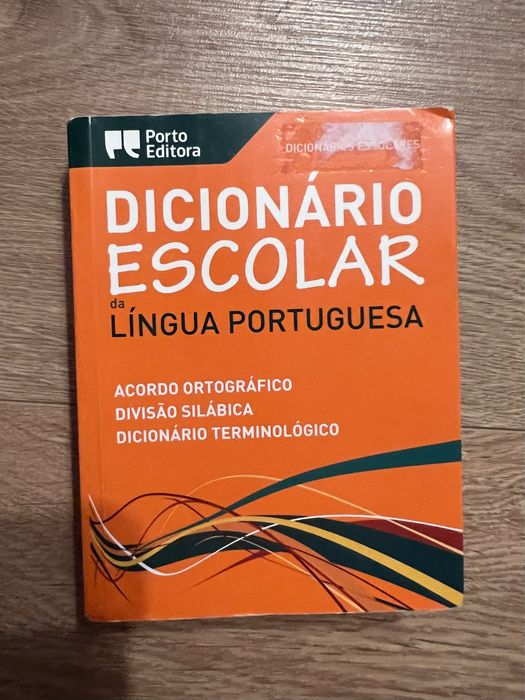 Porto
Editora
DICIONÁRIOS ESCOLARES
DICIONÁRIO
ESCOLAR
da
LÍNGUA PORTUGUESA
ACORDO ORTOGRÁFICO
DIVISÃO SILÁBICA
DICIONÁRIO TERMINOLÓGICO